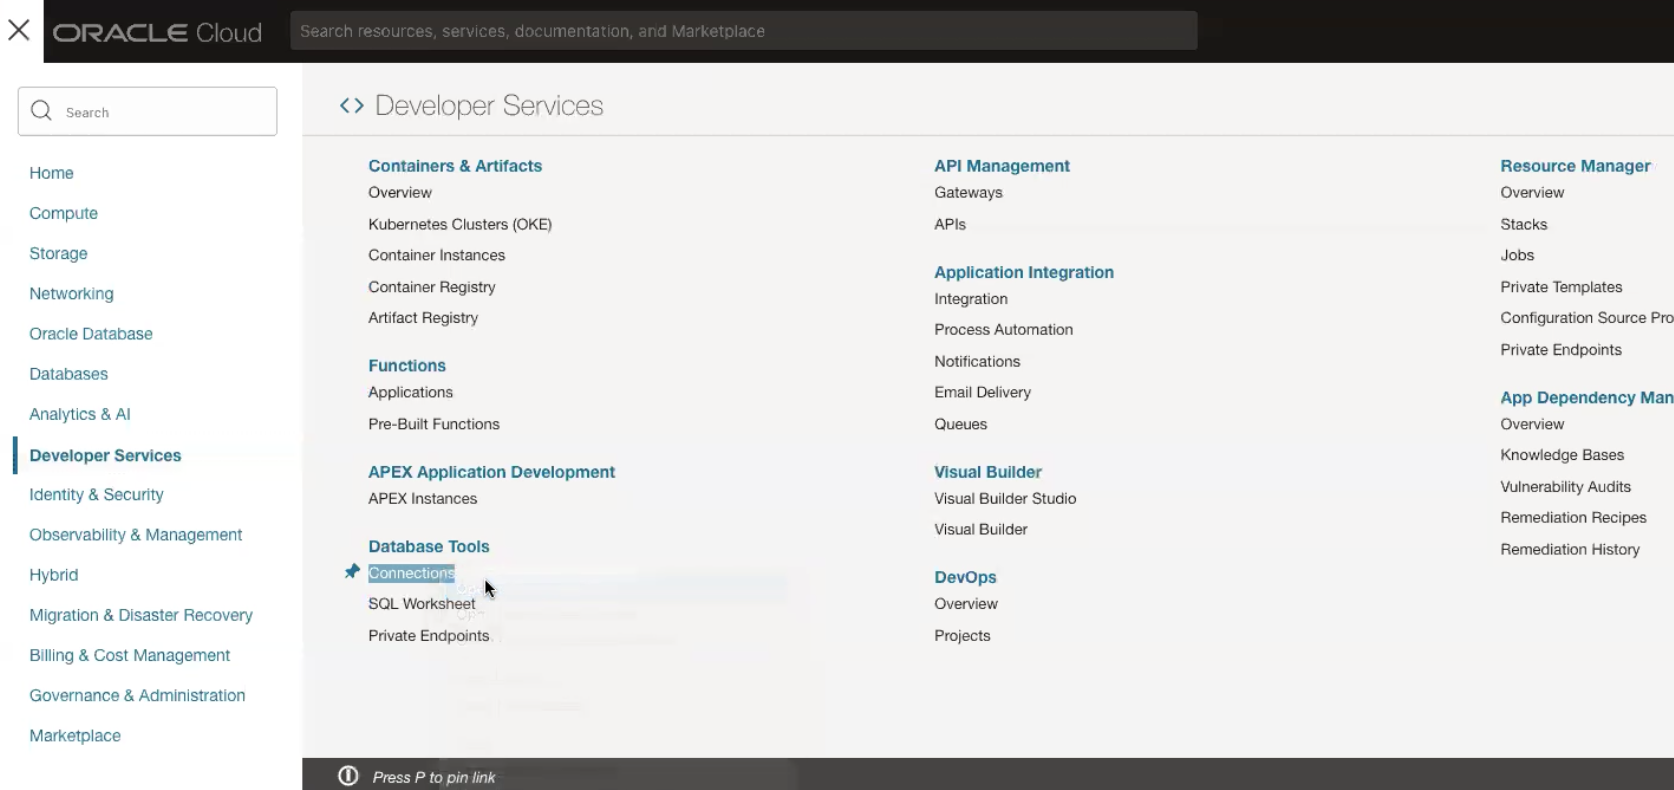 ORACLE Cloud
Search resources, services, documentation, and Marketplace
Search
Home
Compute
Storage
Networking
Oracle Database
Databases
Analytics & AI
Developer Services
Identity & Security
Observability & Management
Hybrid
Migration & Disaster Recovery
Billing & Cost Management
Governance & Administration
Marketplace
Developer Services
Containers & Artifacts
Overview
Kubernetes Clusters (OKE)
Container Instances
Container Registry
Artifact Registry
Functions
Applications
Pre-Built Functions
APEX Application Development
APEX Instances
Database Tools
Connections
SQL Worksheet
Private Endpoints
API Management
Gateways
APIs
Application Integration
Integration
Process Automation
Notifications
Email Delivery
Queues
Visual Builder
Visual Builder Studio
Visual Builder
DevOps
Overview
Projects
Resource Manager
Overview
Stacks
Jobs
Private Templates
Configuration Source Pro
Private Endpoints
App Dependency Man
Overview
Knowledge Bases
Vulnerability Audits
Remediation Recipes
Remediation History
Press P to pin link